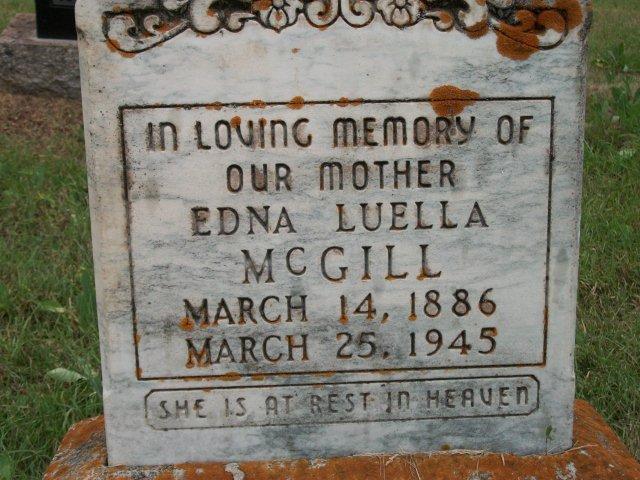 In LOVING MEMORY OF
OUR MOTHER
EDNA LUELLA
McGILL
MARCH 14, 1886
MARCH 25, 1945
SHE IS AT REST In HEAVEN